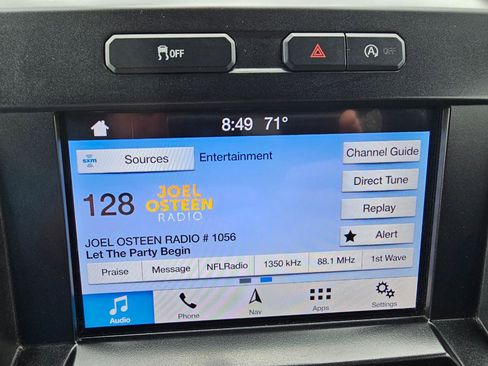 OFF
OFF
8:49 71°
sxm Sources Entertainment Channel Guide
Direct Tune
128 JOEL OSTEEN RADIO Replay
Alert
JOEL OSTEEN RADIO # 1056
Let The Party Begin
Praise Message NFLRadio 1350 kHz 88.1 MHz 1st Wave
Audio Phone Nav Apps Settings